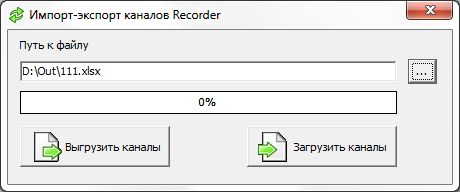 Импорт-экспорт каналов Recorder
Путь к файлу
D:\Out\111.xlsx
...
0%
Выгрузить каналы
Загрузить каналы